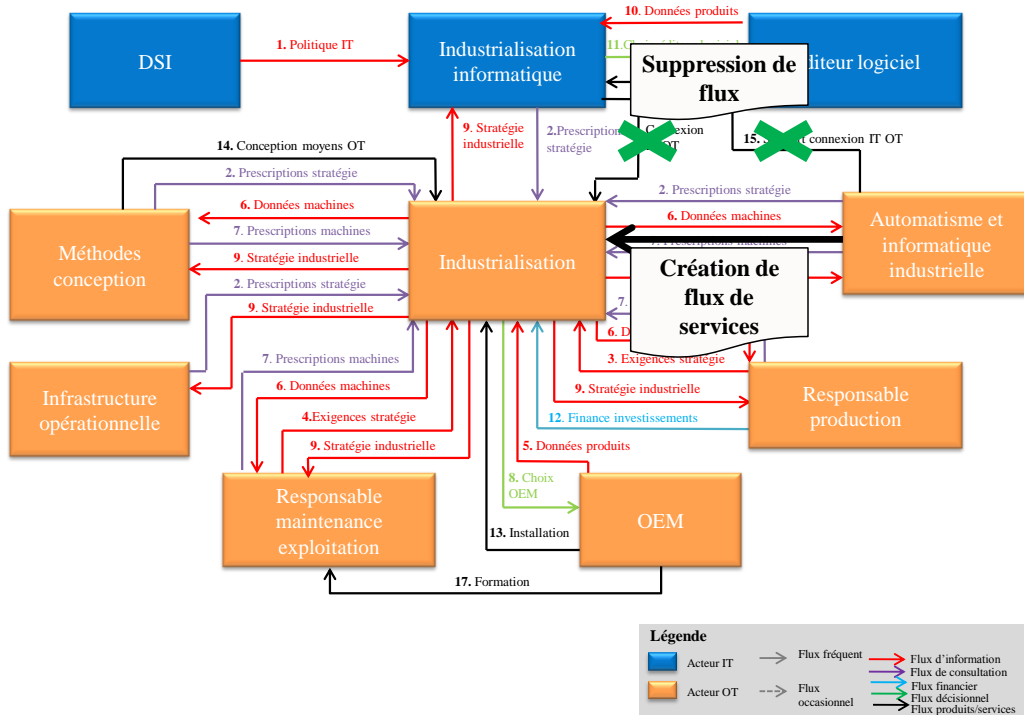 10. Données produits
DSI
1. Politique IT
Industrialisation
informatique
11.
Suppression de
flux
diteur logiciel
9. Stratégie
industrielle
2.Prescriptions
stratégie
OT
15.
connexion IT OT
14. Conception moyens OT
2. Prescriptions stratégie
2. Prescriptions stratégie
6. Données machines
6. Données machines
Méthodes
conception
7. Prescriptions machines
Industrialisation
Automatisme et
informatique
industrielle
9. Stratégie industrielle
Création de
flux de
services
2. Prescriptions stratégie
9. Stratégie industrielle
7.
6. D
7. Prescriptions machines
3. Exigences stratégie
Infrastructure
opérationnelle
6. Données machines
9. Stratégie industrielle
Responsable
production
4.Exigences stratégie
12. Finance investissements
9. Stratégie industrielle
5. Données produits
8. Choix
OEM
Responsable
maintenance
exploitation
OEM
13. Installation
17. Formation
Légende
Acteur IT
Flux fréquent
Flux d'information
Flux de consultation
Flux financier
Acteur OT
Flux
occasionnel
Flux décisionnel
Flux produits/services